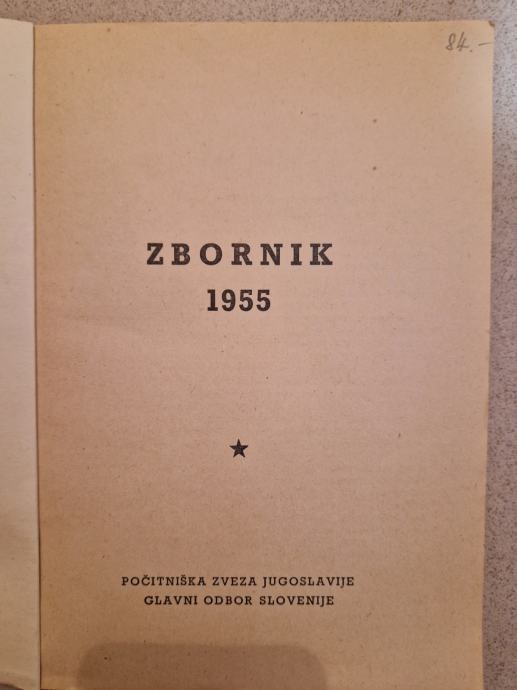 84.-
ZBORNIK
1955
POČITNIŠKA ZVEZA JUGOSLAVIJE
GLAVNI ODBOR SLOVENIJE